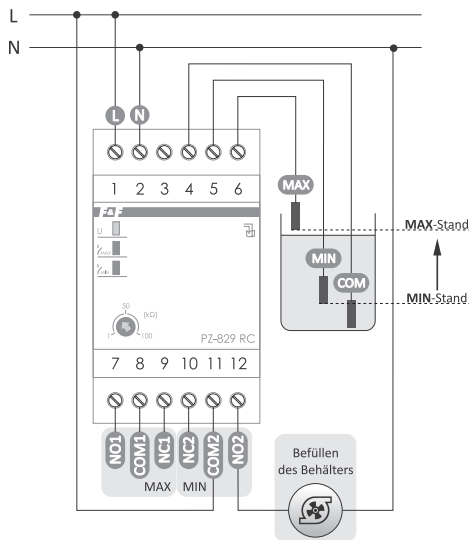 L
N
L N
1 2 3 4 5 6
F&F
U
MAX
MIN
50
[kΩ]
1 100
PZ-829 RC
7 8 9 10 11 12
NO1 COM1 NC1 NC2 COM2 NO2
MAX MIN
MAX
MAX-Stand
MIN
COM
MIN-Stand
Befüllen
des Behälters